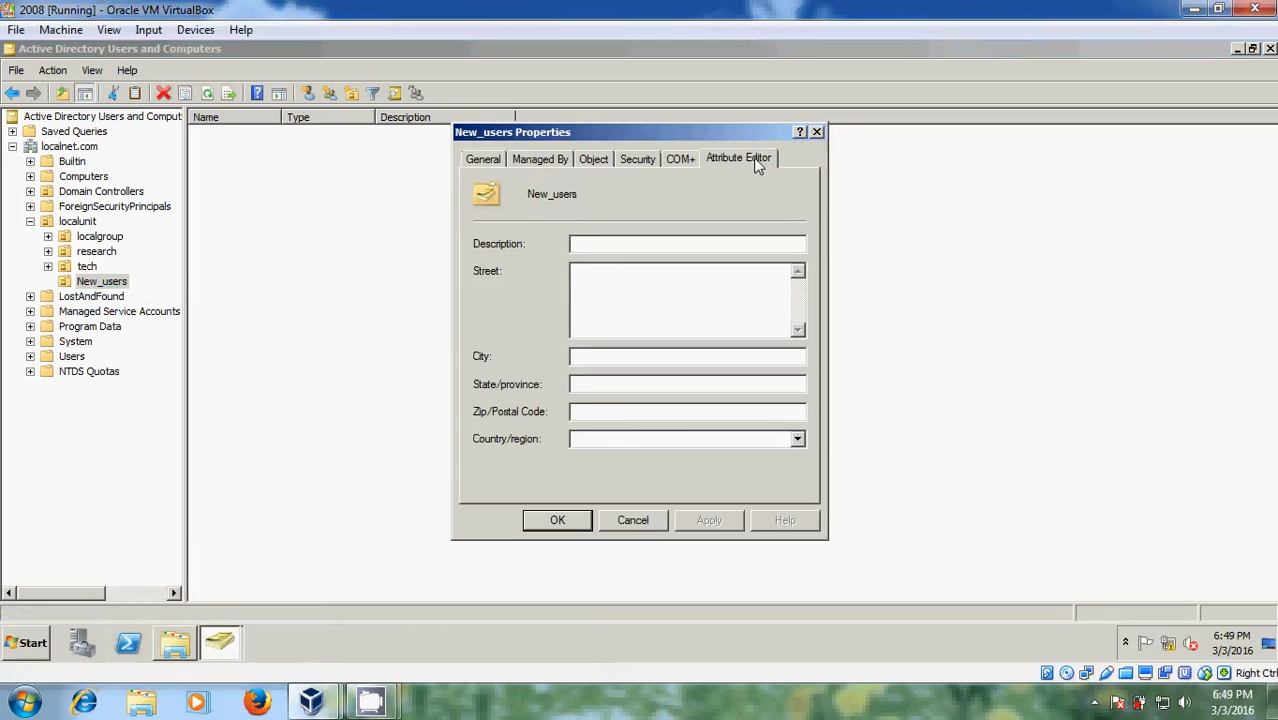 2008 [Running] - Oracle VM VirtualBox
File Machine View Input Devices Help
Active Directory Users and Computers
File Action View Help
Active Directory Users and Comput
Saved Queries
localnet.com
Builtin
Computers
Domain Controllers
ForeignSecurityPrincipals
localunit
localgroup
research
tech
New_users
LostAndFound
Managed Service Accounts
Program Data
System
Users
NTDS Quotas
Name Type Description
New_users Properties
General Managed By Object Security COM+ Attribute Editor
New_users
Description:
Street:
City:
State/province:
Zip/Postal Code:
Country/region:
OK Cancel Apply Help
Start
6:49 PM
3/3/2016
Right Ctrl
6:49 PM
3/3/2016